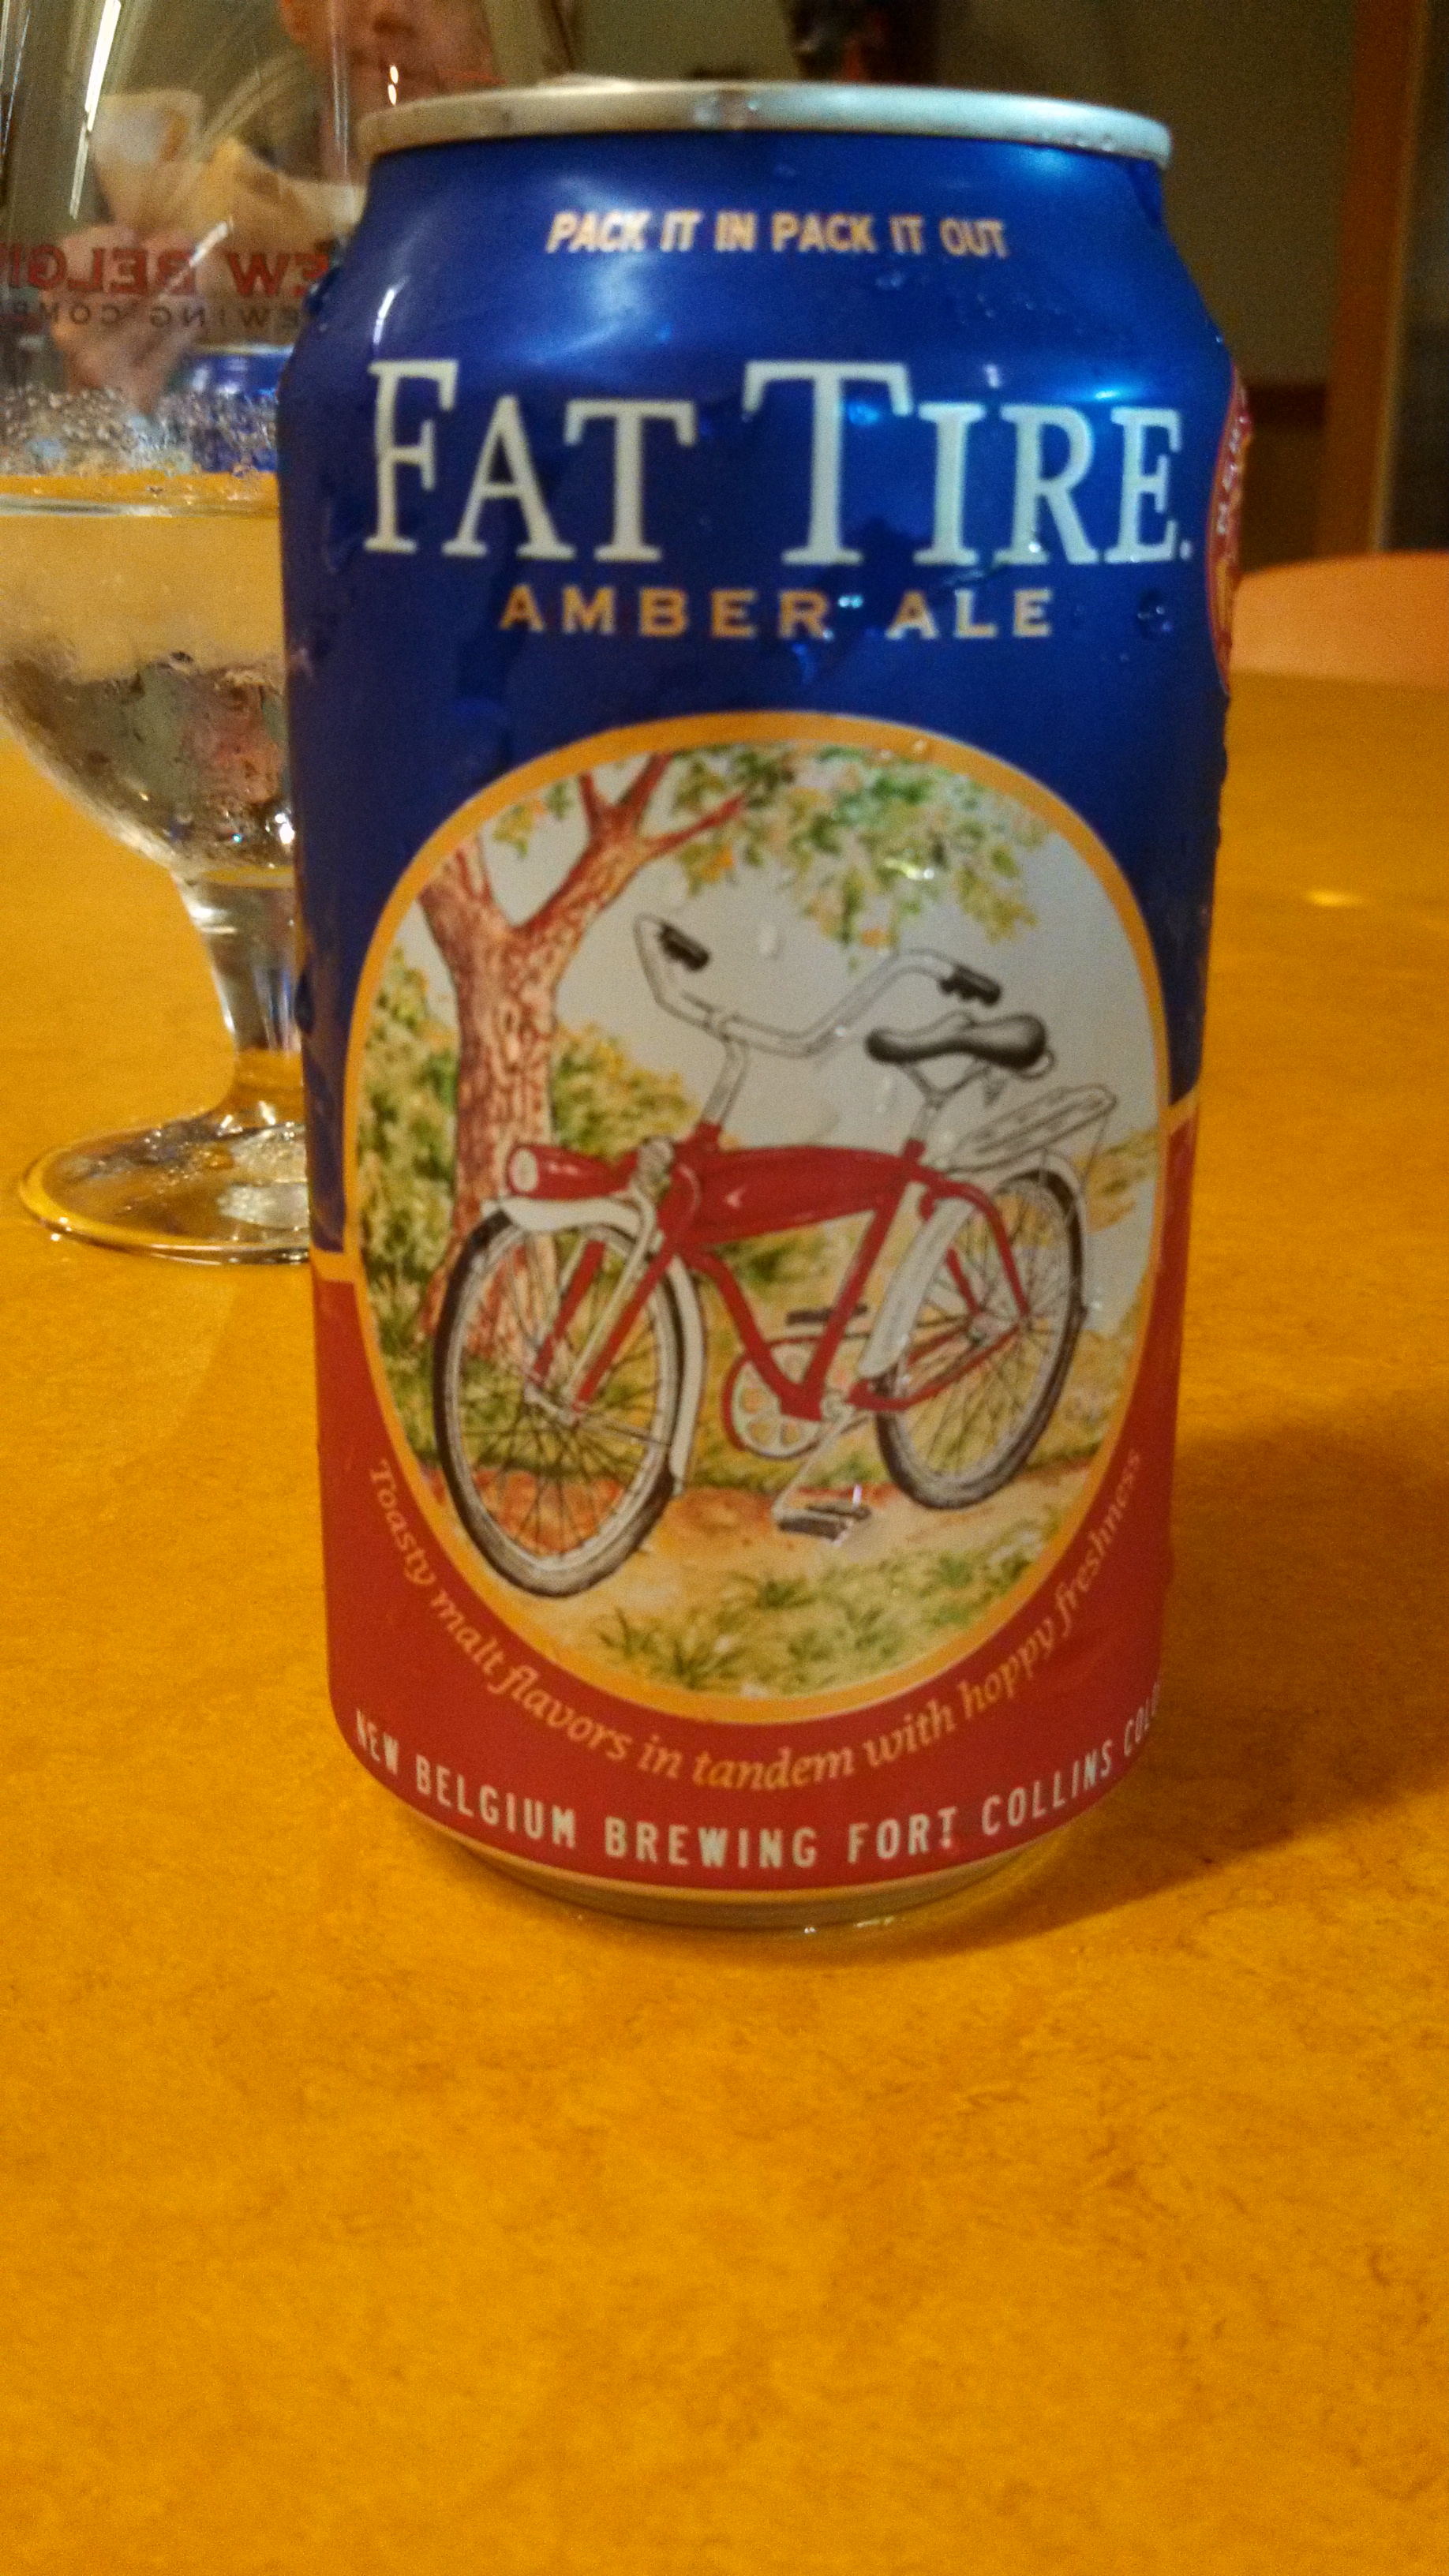 PACK IT IN PACK IT OUT
FAT TIRE.
AMBER ALE
Toasty malt flavors in tandem with hoppy freshness
NEW BELGIUM BREWING FORT COLLINS